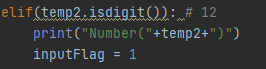 elif(temp2.isdigit()): # 12
    print("Number("+temp2+")")
    inputFlag = 1